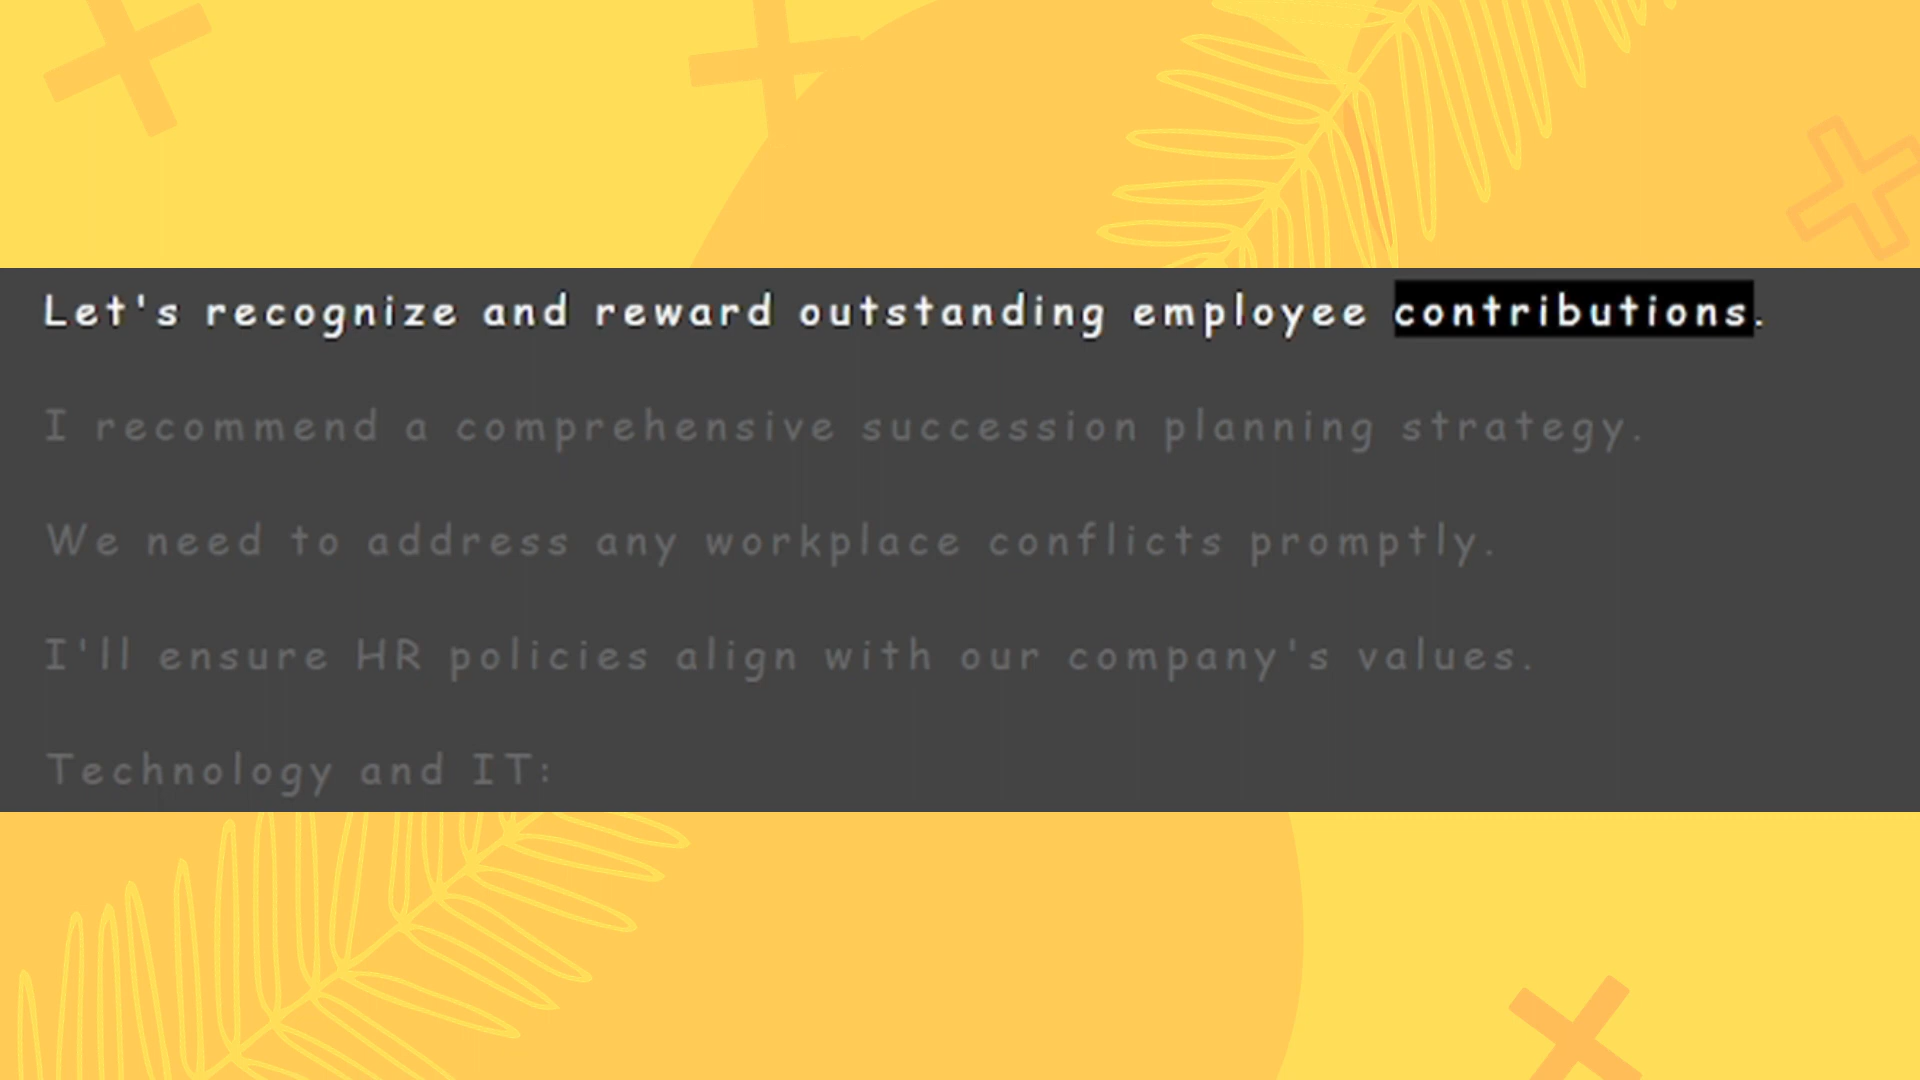 Let's recognize and reward outstanding employee contributions.
I recommend a comprehensive succession planning strategy.
We need to address any workplace conflicts promptly.
I'll ensure HR policies align with our company's values.
Technology and IT: